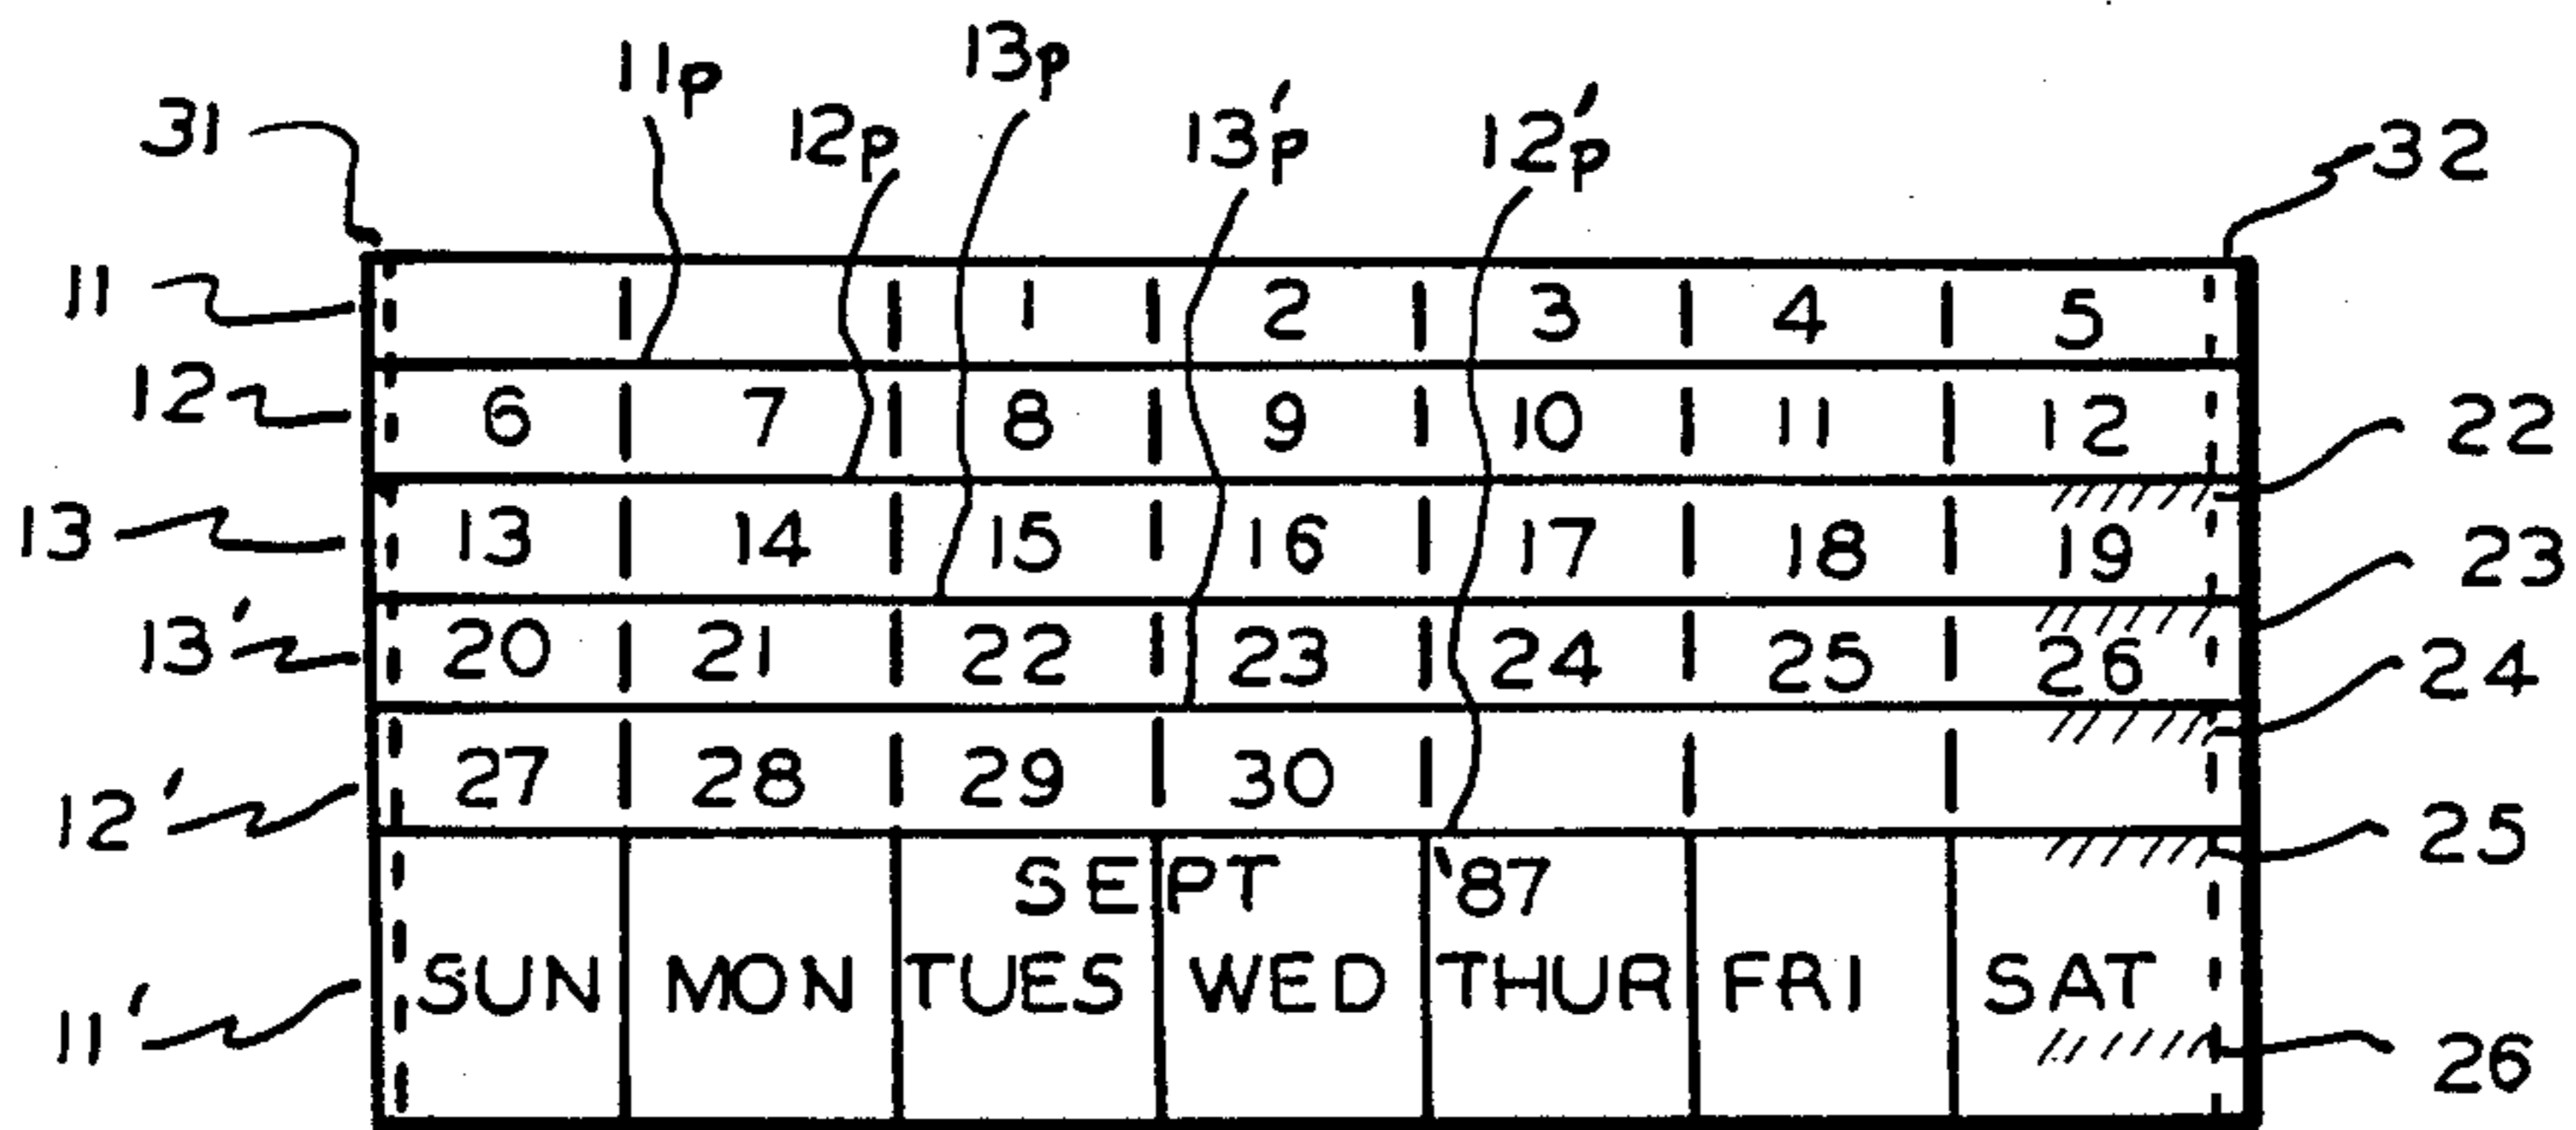 13p
11p
12p
13'p
12'p
31
32
11
1 2 3 4 5
12
6 7 8 9 10 11 12
22
13
13 14 15 16 17 18 19
23
13'
20 21 22 23 24 25 26
24
12'
27 28 29 30
25
SEPT '87
11'
SUN MON TUES WED THUR FRI SAT
26